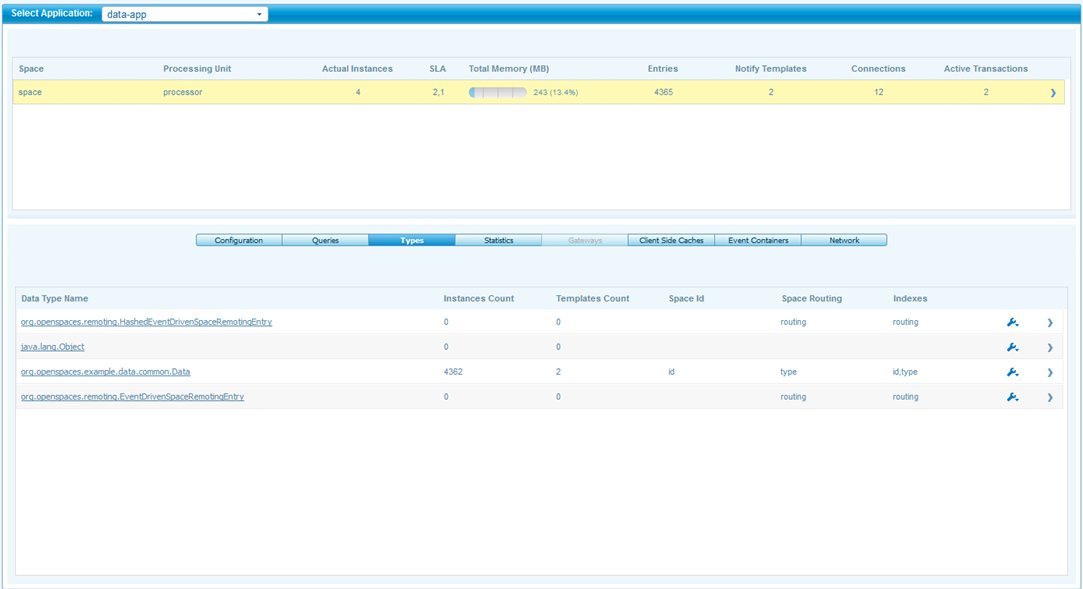 Select Application: data-app
Space Processing Unit Actual Instances SLA Total Memory (MB) Entries Notify Templates Connections Active Transactions
space processor 4 2,1 243 (13.4%) 4365 2 12 2
Configuration Queries Types Statistics Gateways Client Side Caches Event Containers Network
Data Type Name Instances Count Templates Count Space Id Space Routing Indexes
org.openspaces.remoting.HashedEventDrivenSpaceRemotingEntry 0 0 routing routing
java.lang.Object 0 0
org.openspaces.example.data.common.Data 4362 2 id type id,type
org.openspaces.remoting.EventDrivenSpaceRemotingEntry 0 0 routing routing